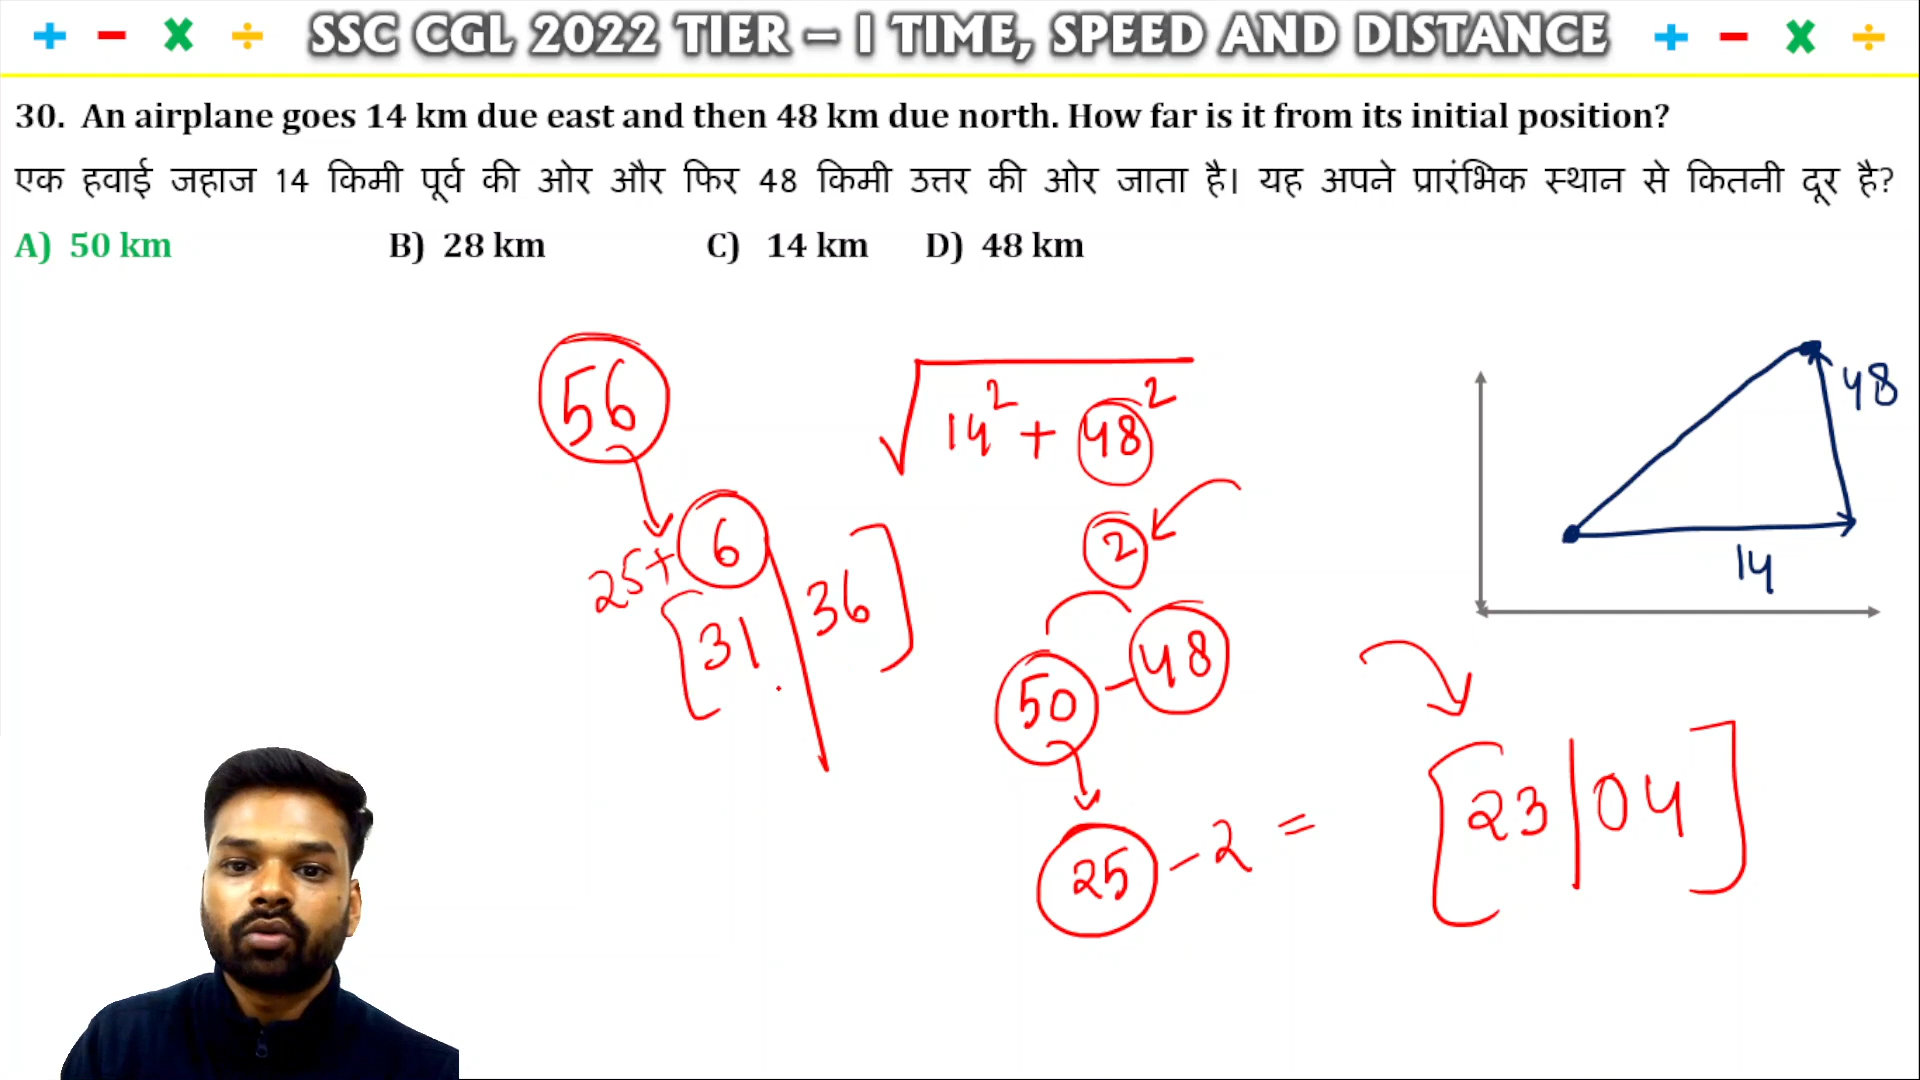 + - × ÷ SSC CGL 2022 TIER – I TIME, SPEED AND DISTANCE + - × ÷
30. An airplane goes 14 km due east and then 48 km due north. How far is it from its initial position?
एक हवाई जहाज 14 किमी पूर्व की ओर और फिर 48 किमी उत्तर की ओर जाता है। यह अपने प्रारंभिक स्थान से कितनी दूर है?
A) 50 km B) 28 km C) 14 km D) 48 km
56
25+ 6
[31 | 36]
√14² + 48²
2
50 - 48
25 - 2 = [23 | 04]
48
14